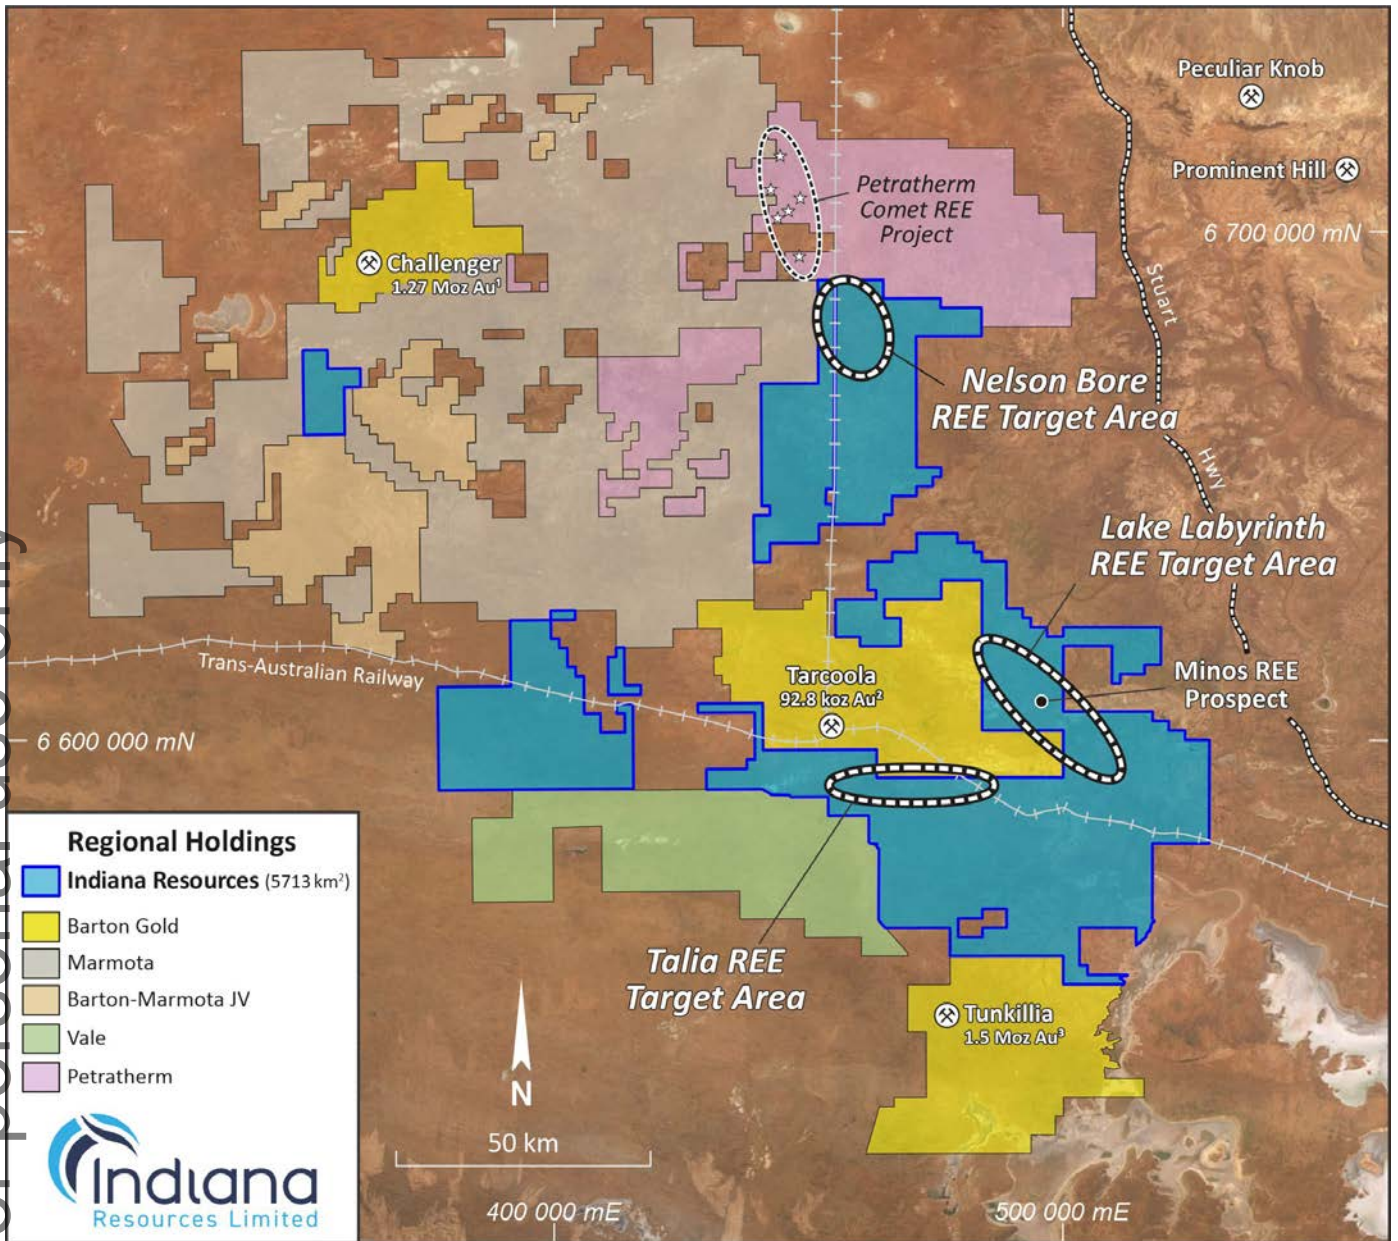 Peculiar Knob
Prominent Hill
6 700 000 mN
Petratherm
Comet REE
Project
Challenger
1.27 Moz Au¹
Stuart
Nelson Bore
REE Target Area
Hwy
Lake Labyrinth
REE Target Area
Trans-Australian Railway
Tarcoola
92.8 koz Au²
Minos REE
Prospect
6 600 000 mN
Regional Holdings
Indiana Resources (5713 km²)
Barton Gold
Marmota
Barton-Marmota JV
Vale
Petratherm
Talia REE
Target Area
Tunkillia
1.5 Moz Au³
N
50 km
400 000 mE
500 000 mE
Indiana
Resources Limited